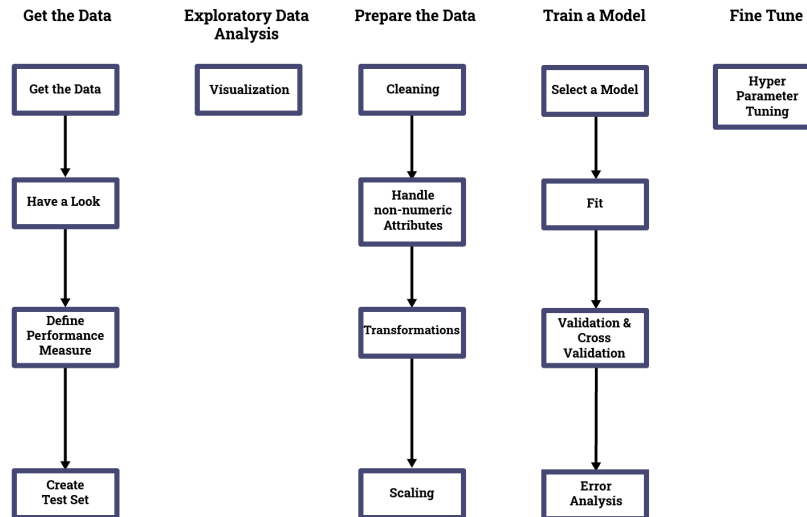 Get the Data
Exploratory Data
Analysis
Prepare the Data
Train a Model
Fine Tune
Get the Data
Have a Look
Define
Performance
Measure
Create
Test Set
Visualization
Cleaning
Handle
non-numeric
Attributes
Transformations
Scaling
Select a Model
Fit
Validation &
Cross
Validation
Error
Analysis
Hyper
Parameter
Tuning